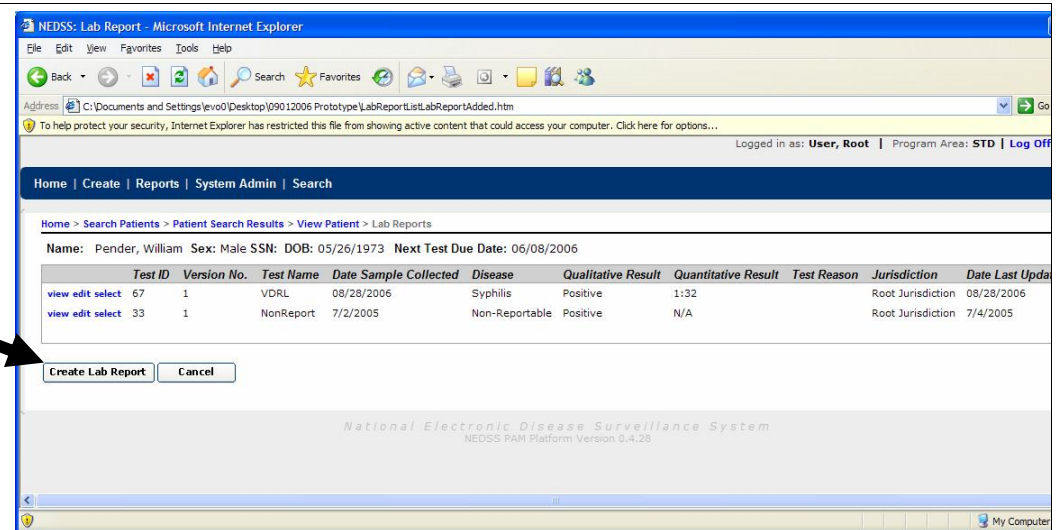 NEDSS: Lab Report - Microsoft Internet Explorer
File Edit View Favorites Tools Help
Back Search Favorites
Address C:\Documents and Settings\evo0\Desktop\09012006 Prototype\LabReportListLabReportAdded.htm Go
To help protect your security, Internet Explorer has restricted this file from showing active content that could access your computer. Click here for options...
Logged in as: User, Root | Program Area: STD | Log Off
Home | Create | Reports | System Admin | Search
Home > Search Patients > Patient Search Results > View Patient > Lab Reports
Name: Pender, William Sex: Male SSN: DOB: 05/26/1973 Next Test Due Date: 06/08/2006
Test ID Version No. Test Name Date Sample Collected Disease Qualitative Result Quantitative Result Test Reason Jurisdiction Date Last Updat
view edit select 67 1 VDRL 08/28/2006 Syphilis Positive 1:32 Root Jurisdiction 08/28/2006
view edit select 33 1 NonReport 7/2/2005 Non-Reportable Positive N/A Root Jurisdiction 7/4/2005
Create Lab Report Cancel
National Electronic Disease Surveillance System
NEDSS PAM Platform Version 0.4.28
My Computer